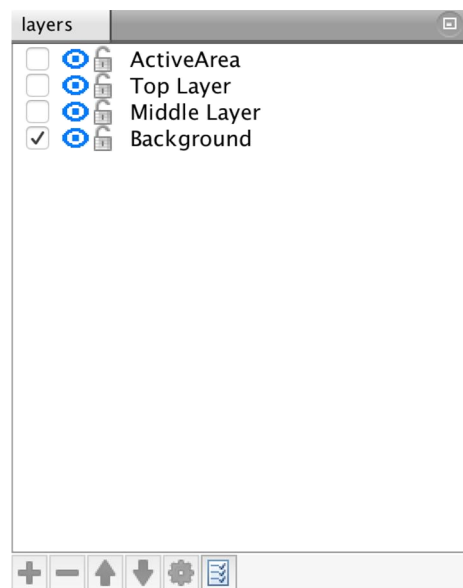 layers
ActiveArea
Top Layer
Middle Layer
Background